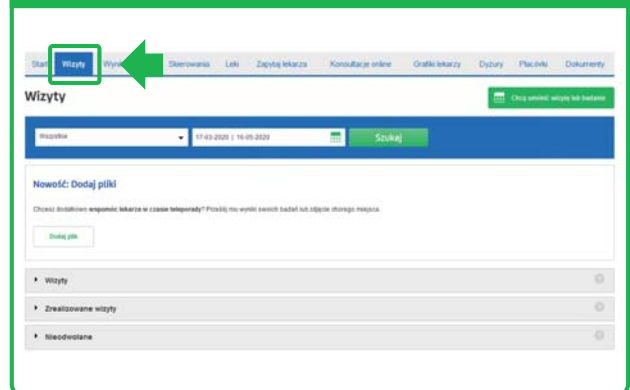 Start Wizyty Skierowania Leki Zapytaj lekarza Konsultacje online Grafiki lekarzy Dyżury Placówki Dokumenty
Wizyty
Chcę umówić wizytę lub badanie
Wszystkie 17-03-2020 | 16-05-2020 Szukaj
Nowość: Dodaj pliki
Chcesz dodatkowo wspomóc lekarza w czasie teleporady? Prześlij mu wyniki swoich badań lub zdjęcie chorego miejsca.
Dodaj plik
Wizyty
Zrealizowane wizyty
Nieodwołane